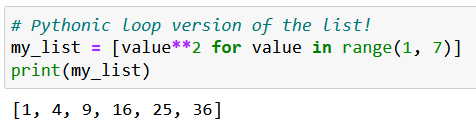 # Pythonic loop version of the list!
my_list = [value**2 for value in range(1, 7)]
print(my_list)
[1, 4, 9, 16, 25, 36]